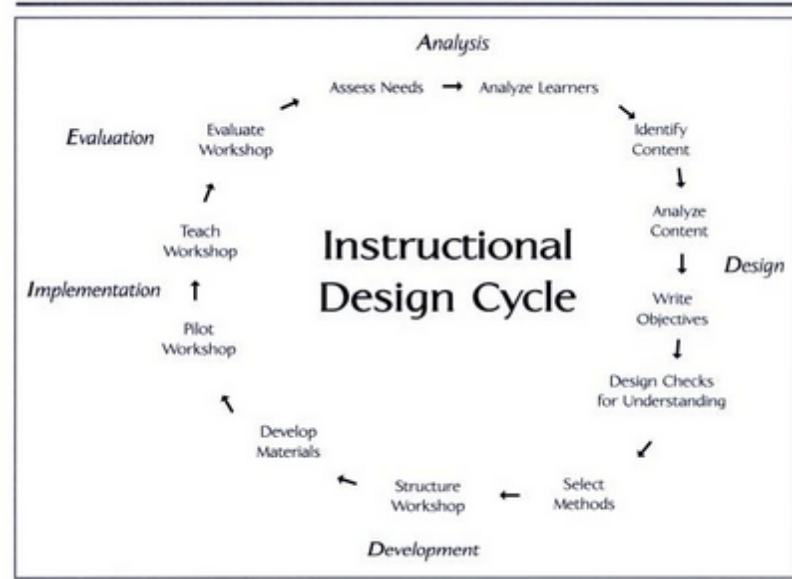 Analysis
Assess Needs
Analyze Learners
Identify
Content
Analyze
Content
Design
Write
Objectives
Design Checks
for Understanding
Select
Methods
Structure
Workshop
Development
Develop
Materials
Pilot
Workshop
Implementation
Teach
Workshop
Evaluation
Evaluate
Workshop
Instructional
Design Cycle